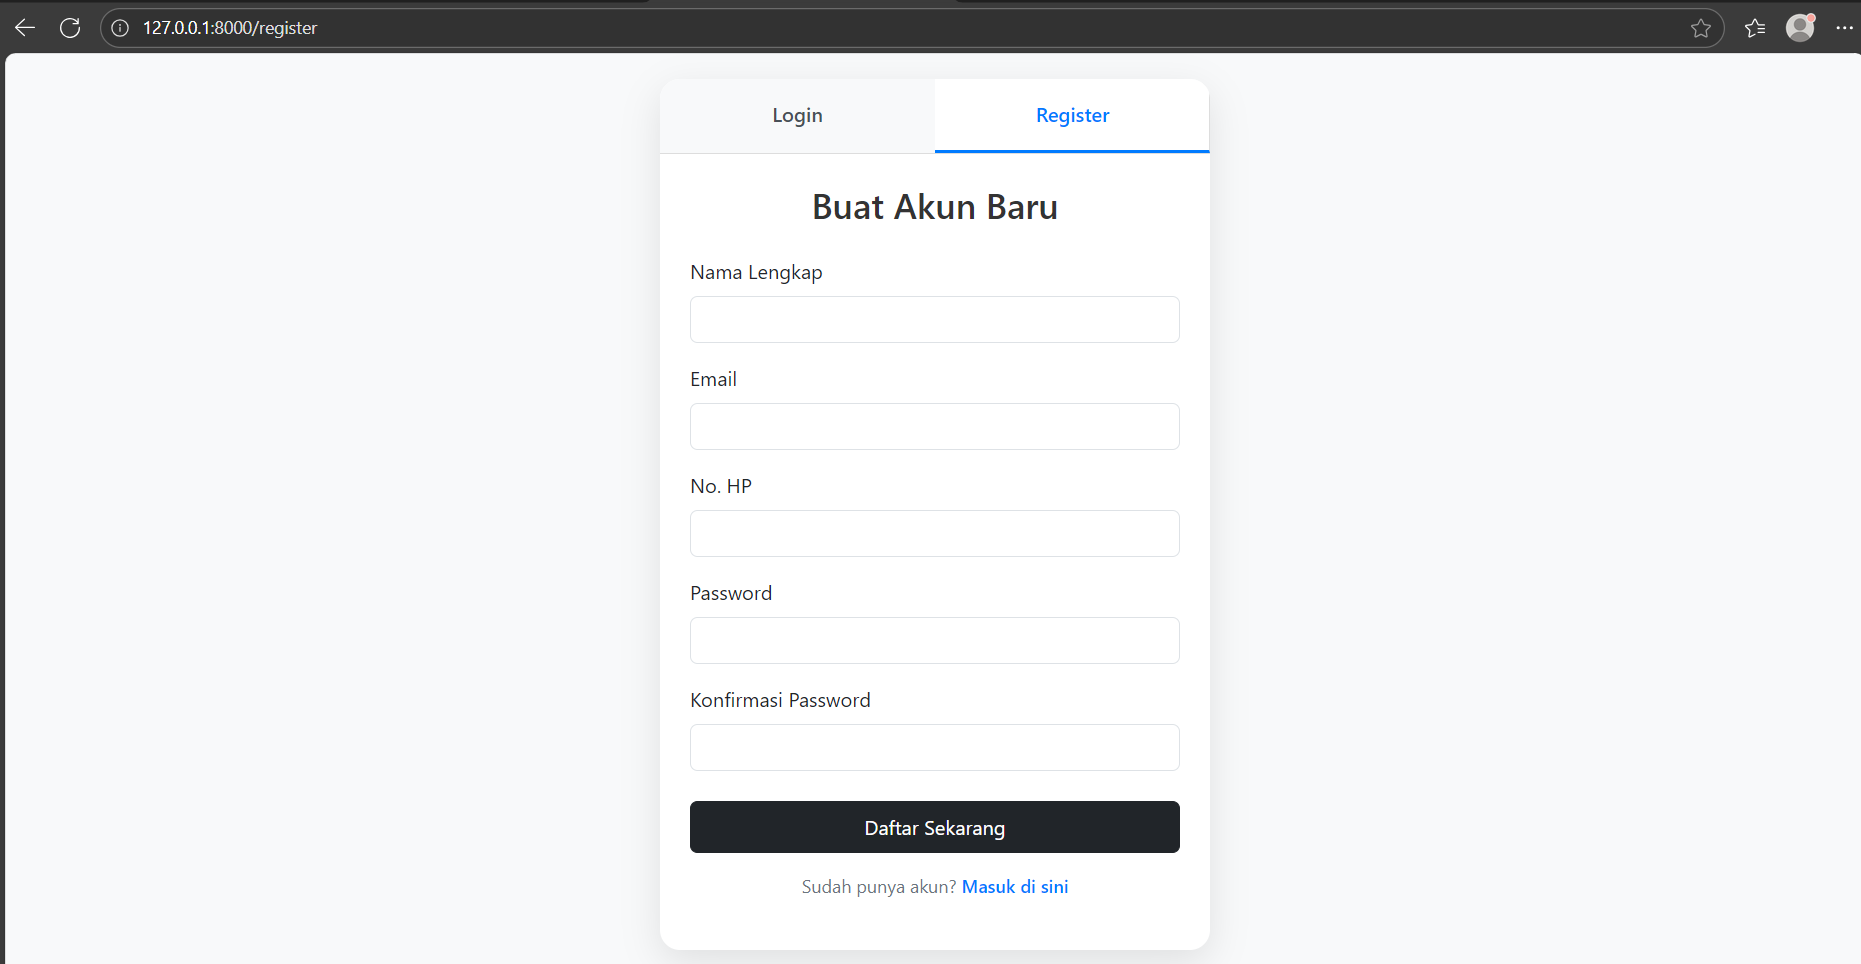 127.0.0.1:8000/register
Login
Register
Buat Akun Baru
Nama Lengkap
Email
No. HP
Password
Konfirmasi Password
Daftar Sekarang
Sudah punya akun? Masuk di sini